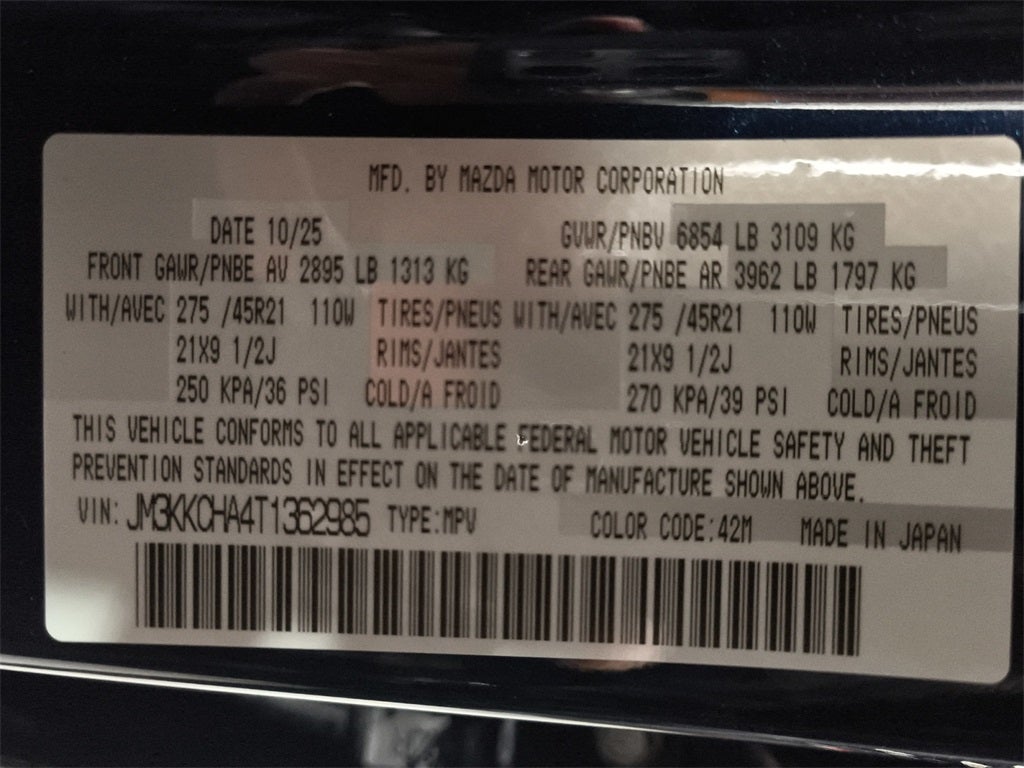 MFD. BY MAZDA MOTOR CORPORATION
DATE 10/25 GVWR/PNBV 6854 LB 3109 KG
FRONT GAWR/PNBE AV 2895 LB 1313 KG REAR GAWR/PNBE AR 3962 LB 1797 KG
WITH/AVEC 275 /45R21 110W TIRES/PNEUS WITH/AVEC 275 /45R21 110W TIRES/PNEUS
21X9 1/2J RIMS/JANTES 21X9 1/2J RIMS/JANTES
250 KPA/36 PSI COLD/A FROID 270 KPA/39 PSI COLD/A FROID
THIS VEHICLE CONFORMS TO ALL APPLICABLE FEDERAL MOTOR VEHICLE SAFETY AND THEFT
PREVENTION STANDARDS IN EFFECT ON THE DATE OF MANUFACTURE SHOWN ABOVE.
VIN: JM3KKCHA4T1362985 TYPE:MPV COLOR CODE:42M MADE IN JAPAN